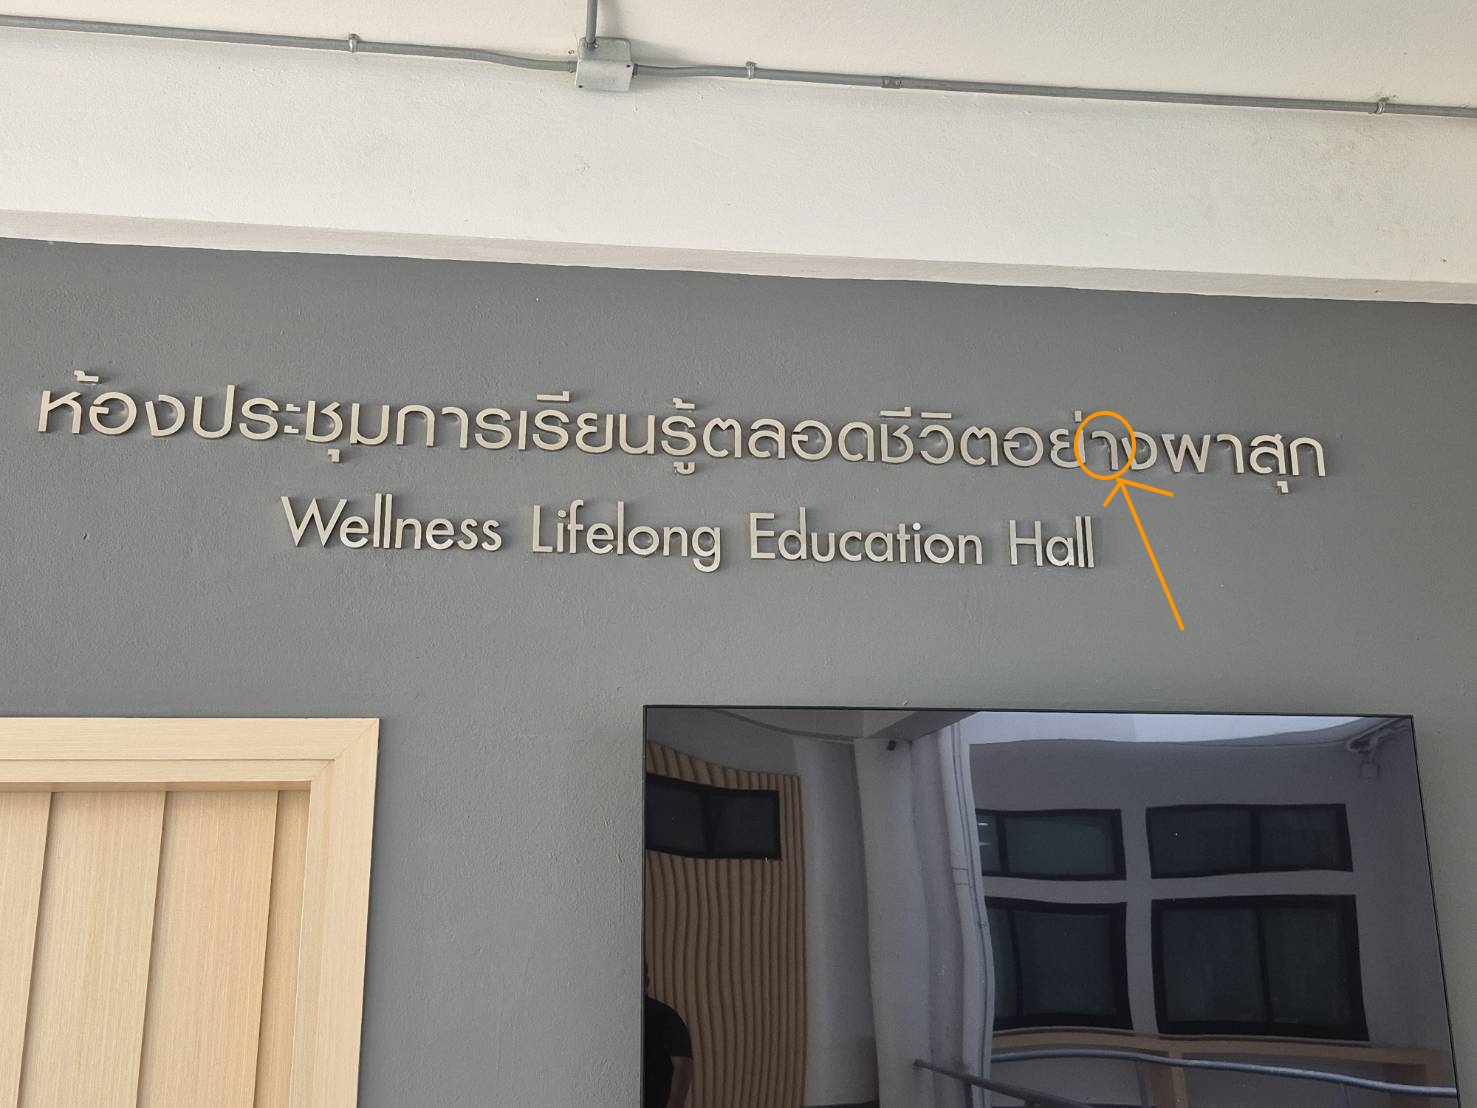 ห้องประชุมการเรียนรู้ตลอดชีวิตอย่างผาสุก
Wellness Lifelong Education Hall